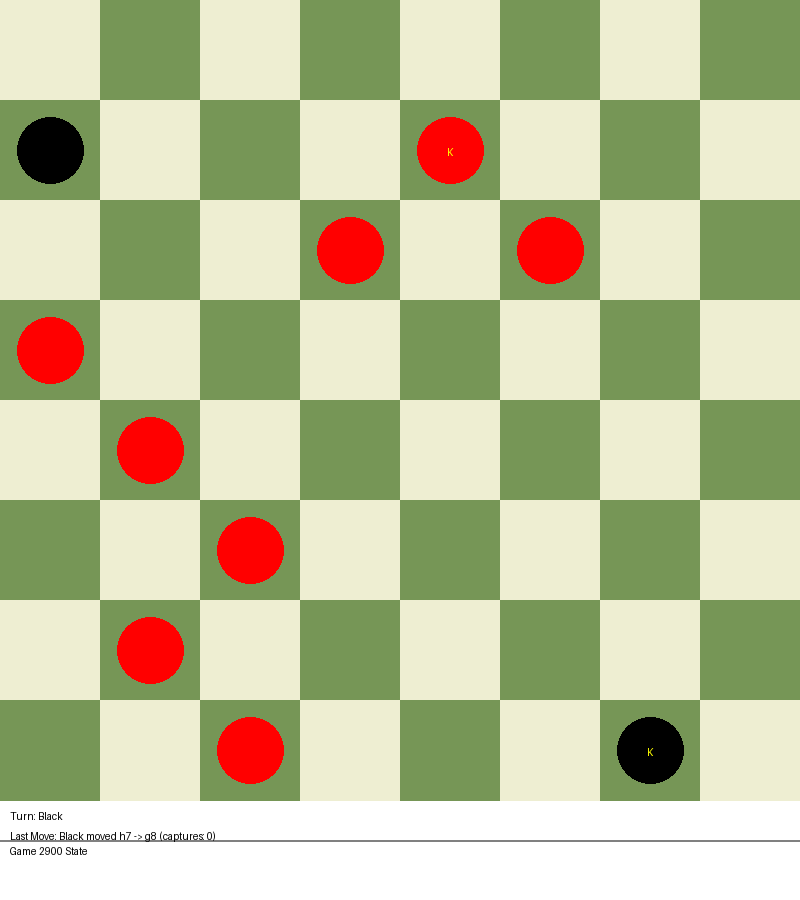 K
K
Turn: Black
Last Move: Black moved h7 -> g8 (captures: 0)
Game 2900 State